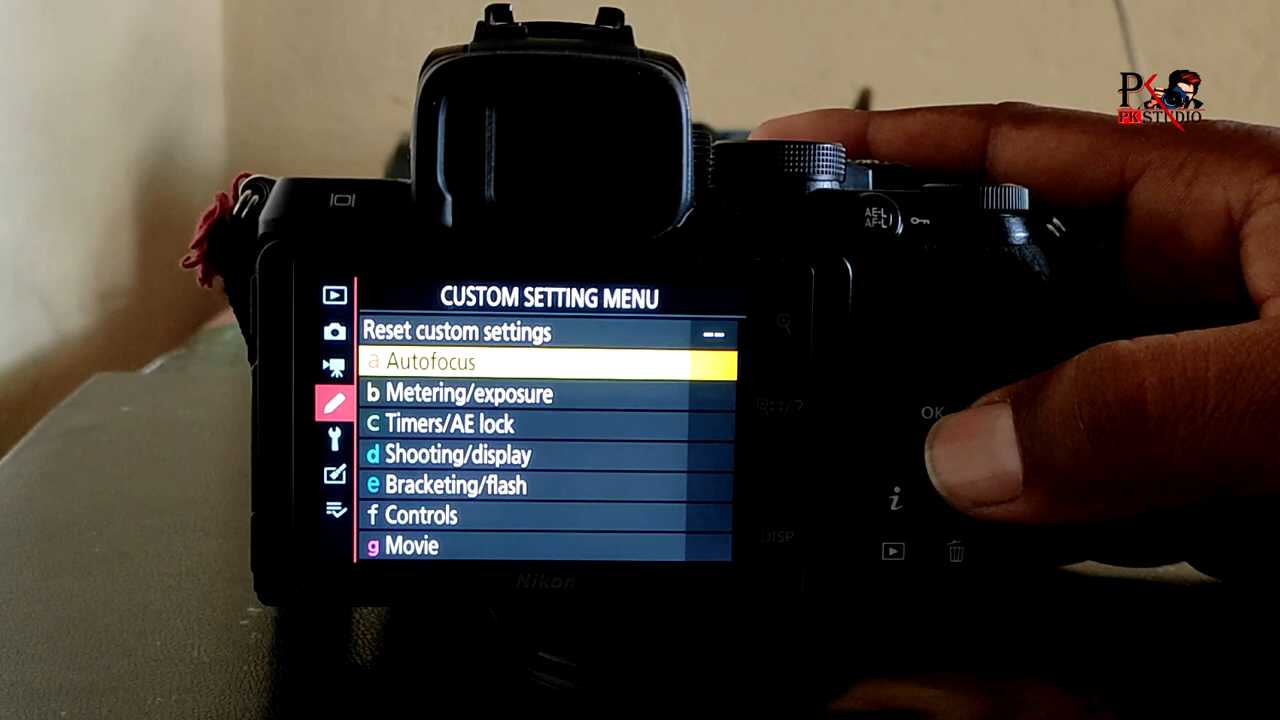 PK
PK STUDIO
AE-L
AF-L
CUSTOM SETTING MENU
Reset custom settings --
a Autofocus
b Metering/exposure
c Timers/AE lock
d Shooting/display
e Bracketing/flash
f Controls
g Movie
OK
i
DISP
Nikon